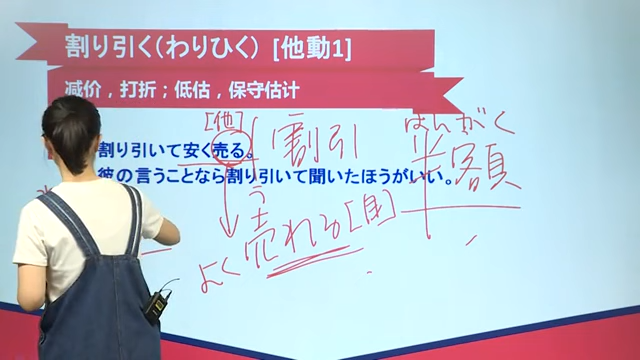 割り引く(わりひく) [他動1]
减价，打折；低估，保守估计
[他]
はんがく
割引
半額
割り引いて安く売る。
彼の言うことなら割り引いて聞いたほうがいい。
う
よく売れる[自]